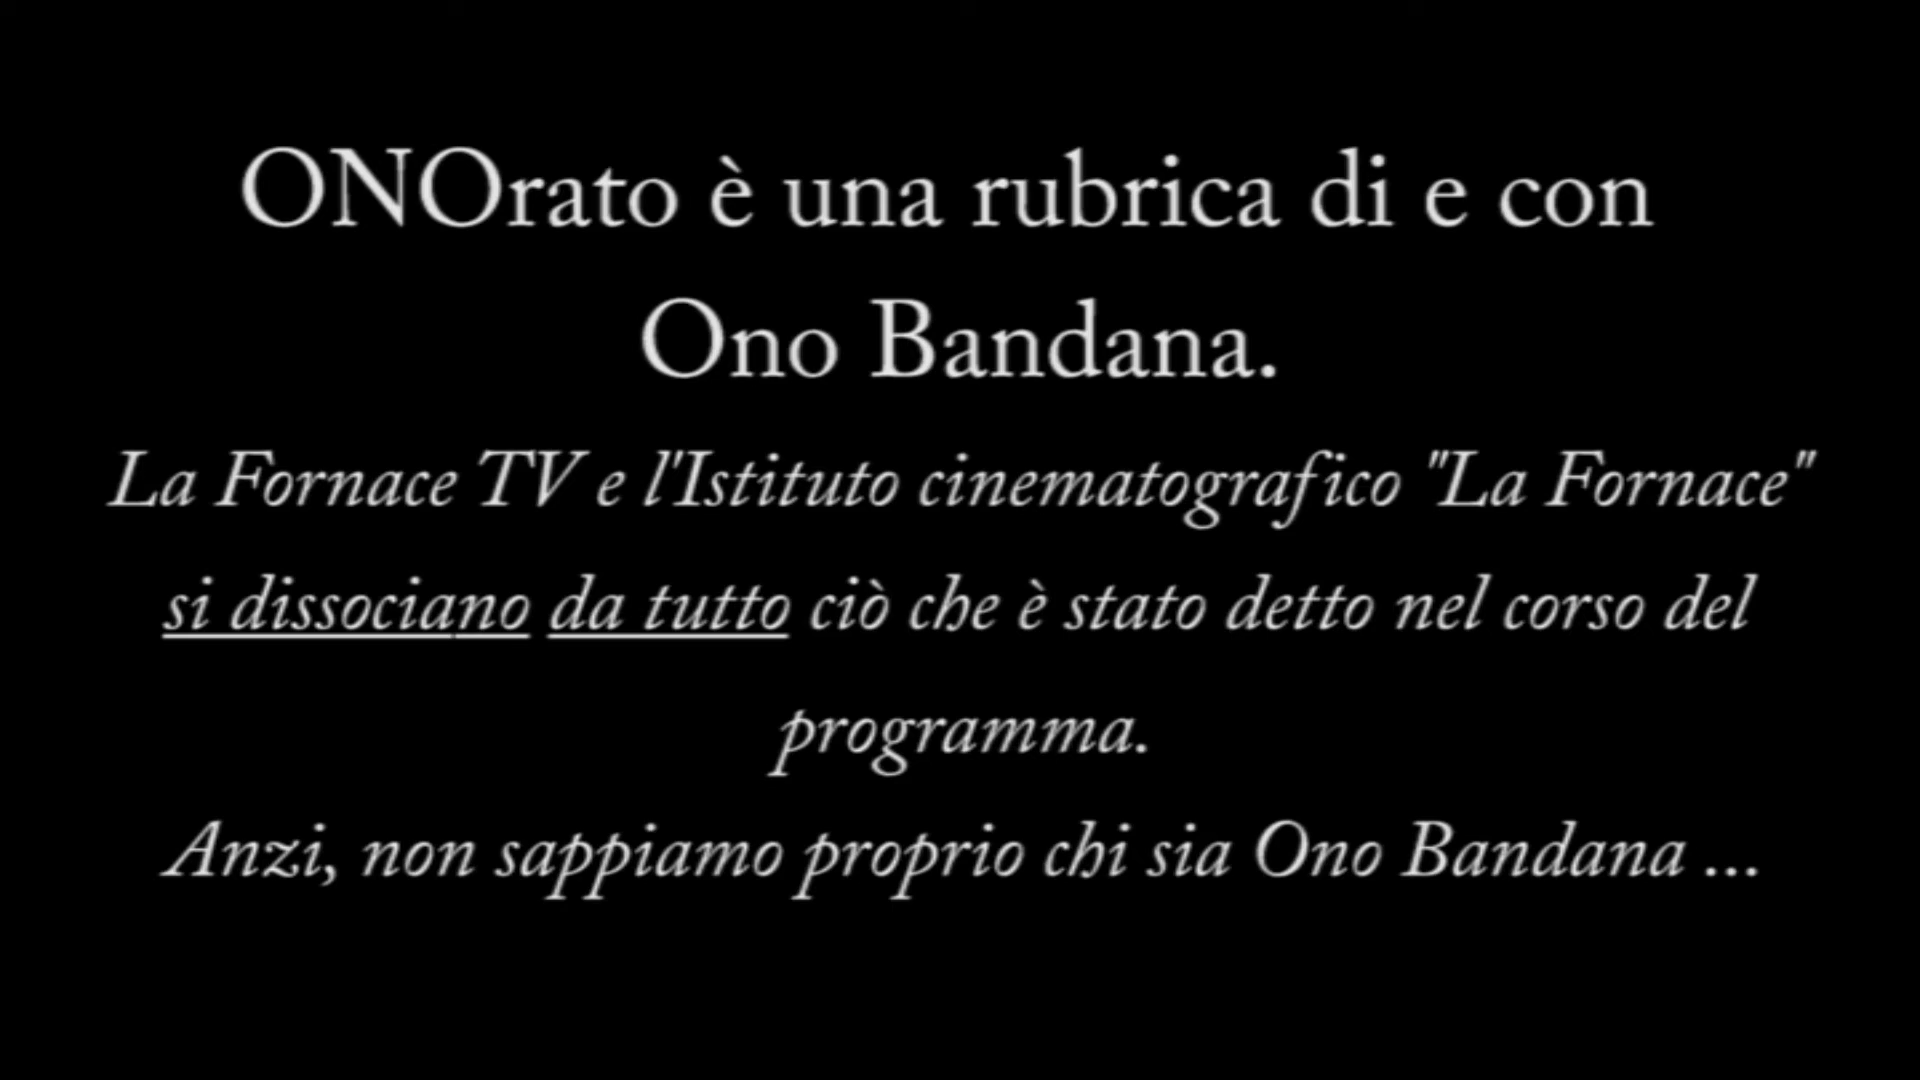 ONOrato è una rubrica di e con
Ono Bandana.
La Fornace TV e l'Istituto cinematografico "La Fornace"
si dissociano da tutto ciò che è stato detto nel corso del
programma.
Anzi, non sappiamo proprio chi sia Ono Bandana ...